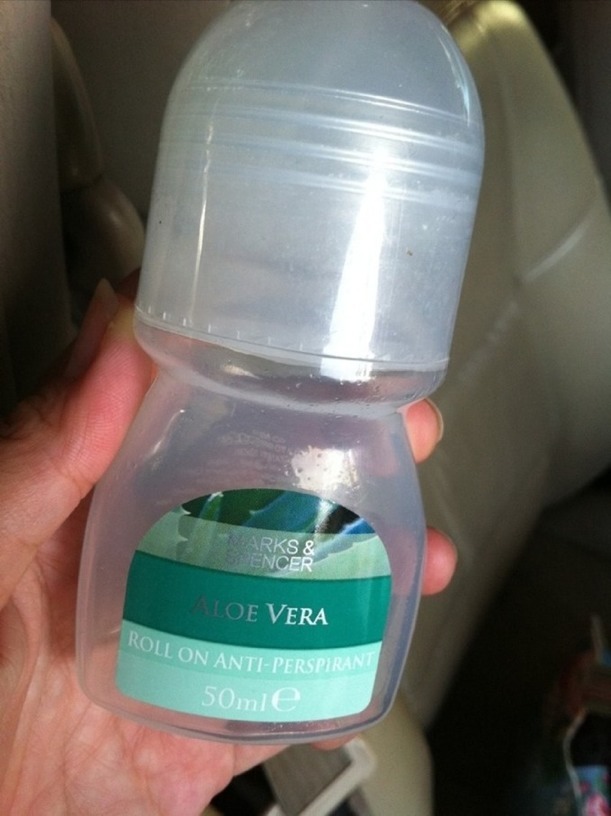 MARKS &
SPENCER
ALOE VERA
ROLL ON ANTI-PERSPIRANT
50ml e